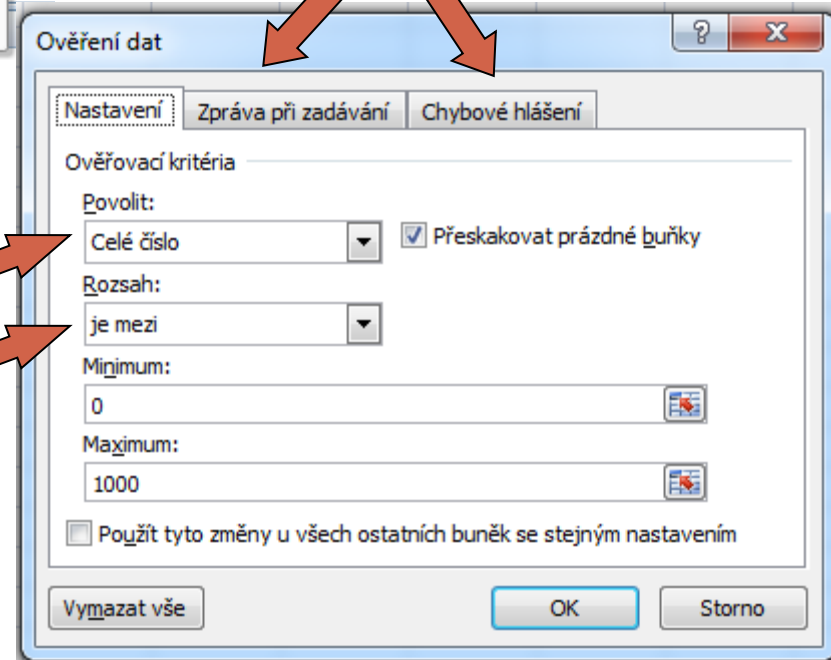 Ověření dat
Nastavení Zpráva při zadávání Chybové hlášení
Ověřovací kritéria
Povolit:
Celé číslo Přeskakovat prázdné buňky
Rozsah:
je mezi
Minimum:
0
Maximum:
1000
Použít tyto změny u všech ostatních buněk se stejným nastavením
Vymazat vše OK Storno